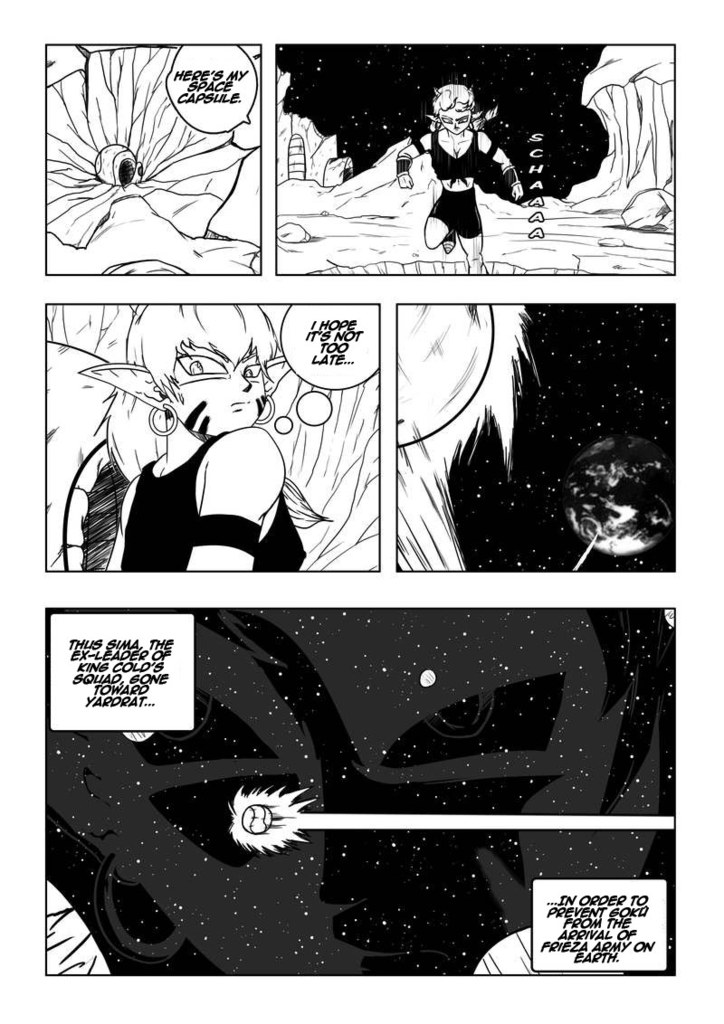 HERE'S MY
SPACE
CAPSULE.
SCHAAAA
I HOPE
IT'S NOT
TOO
LATE...
THUS SIMA, THE
EX-LEADER OF
KING COLD'S
SQUAD, GONE
TOWARD
YARDRAT...
...IN ORDER TO
PREVENT GOKU
FROM THE
ARRIVAL OF
FRIEZA ARMY ON
EARTH.